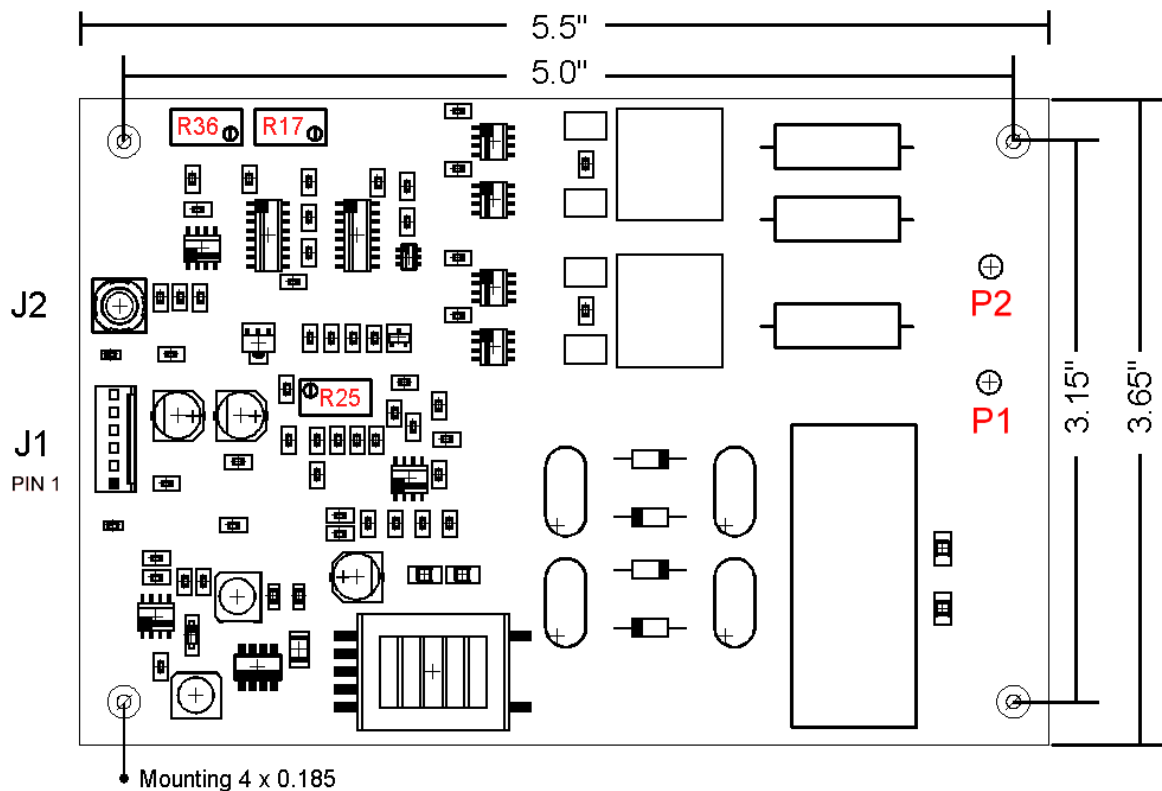 5.5"
5.0"
R36
R17
J2
P2
R25
P1
J1
PIN 1
3.15"
3.65"
Mounting 4 x 0.185